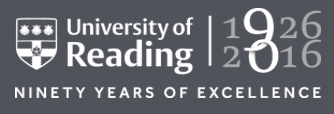 University of
Reading
1926
2016
NINETY YEARS OF EXCELLENCE